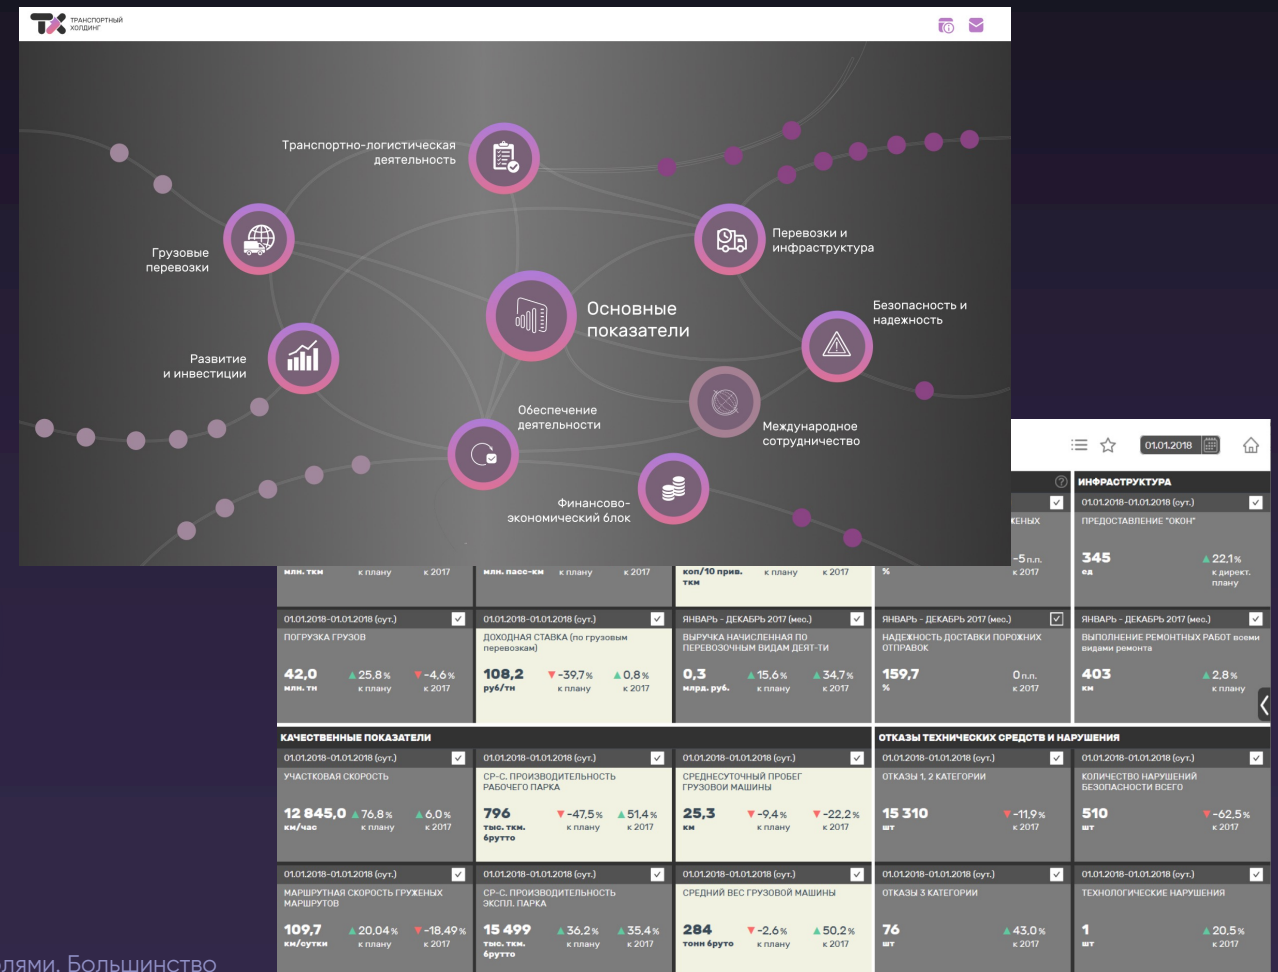 ТРАНСПОРТНЫЙ
ХОЛДИНГ
Транспортно-логистическая
деятельность
Грузовые
перевозки
Перевозки и
инфраструктура
Основные
показатели
Безопасность и
надежность
Развитие
и инвестиции
Обеспечение
деятельности
Международное
сотрудничество
Финансово-
экономический блок
01.01.2018
ИНФРАСТРУКТУРА
01.01.2018-01.01.2018 (сут.)
ПРЕДОСТАВЛЕНИЕ "ОКОН"
-5 п.п. 345 22,1%
% к 2017 ед к директ.
плану
млн. ткм к плану к 2017 млн. пасс-км к плану к 2017 коп/10 прив. к плану к 2017
ткм
01.01.2018-01.01.2018 (сут.) 01.01.2018-01.01.2018 (сут.) ЯНВАРЬ - ДЕКАБРЬ 2017 (мес.) ЯНВАРЬ - ДЕКАБРЬ 2017 (мес.) ЯНВАРЬ - ДЕКАБРЬ 2017 (мес.)
ПОГРУЗКА ГРУЗОВ ДОХОДНАЯ СТАВКА (по грузовым ВЫРУЧКА НАЧИСЛЕННАЯ ПО НАДЕЖНОСТЬ ДОСТАВКИ ПОРОЖНИХ ВЫПОЛНЕНИЕ РЕМОНТНЫХ РАБОТ всеми
перевозкам) ПЕРЕВОЗОЧНЫМ ВИДАМ ДЕЯТ-ТИ ОТПРАВОК видами ремонта
42,0 25,8% -4,6% 108,2 -39,7% 0,8% 0,3 15,6% 34,7% 159,7 0 п.п. 403 2,8%
млн. тн к плану к 2017 руб/тн к плану к 2017 млрд. руб. к плану к 2017 % к 2017 км к плану
КАЧЕСТВЕННЫЕ ПОКАЗАТЕЛИ ОТКАЗЫ ТЕХНИЧЕСКИХ СРЕДСТВ И НАРУШЕНИЯ
01.01.2018-01.01.2018 (сут.) 01.01.2018-01.01.2018 (сут.) 01.01.2018-01.01.2018 (сут.) 01.01.2018-01.01.2018 (сут.) 01.01.2018-01.01.2018 (сут.)
УЧАСТКОВАЯ СКОРОСТЬ СР-С. ПРОИЗВОДИТЕЛЬНОСТЬ СРЕДНЕСУТОЧНЫЙ ПРОБЕГ ОТКАЗЫ 1, 2 КАТЕГОРИИ КОЛИЧЕСТВО НАРУШЕНИЙ
РАБОЧЕГО ПАРКА ГРУЗОВОЙ МАШИНЫ БЕЗОПАСНОСТИ ВСЕГО
12 845,0 76,8% 6,0% 796 -47,5% 51,4% 25,3 -9,4% -22,2% 15 310 -11,9% 510 -62,5%
км/час к плану к 2017 тыс. ткм. к плану к 2017 км к плану к 2017 шт к 2017 шт к 2017
брутто
01.01.2018-01.01.2018 (сут.) 01.01.2018-01.01.2018 (сут.) 01.01.2018-01.01.2018 (сут.) 01.01.2018-01.01.2018 (сут.) 01.01.2018-01.01.2018 (сут.)
МАРШРУТНАЯ СКОРОСТЬ ГРУЖЕНЫХ СР-С. ПРОИЗВОДИТЕЛЬНОСТЬ СРЕДНИЙ ВЕС ГРУЗОВОЙ МАШИНЫ ОТКАЗЫ 3 КАТЕГОРИИ ТЕХНОЛОГИЧЕСКИЕ НАРУШЕНИЯ
МАРШРУТОВ ЭКСПЛ. ПАРКА
109,7 20,04% -18,49% 15 499 36,2% 35,4% 284 -2,6% 50,2% 76 43,0% 1 20,5%
км/сутки к плану к 2017 тыс. ткм. к плану к 2017 тонн брутто к плану к 2017 шт к 2017 шт к 2017
брутто
лями. Большинство